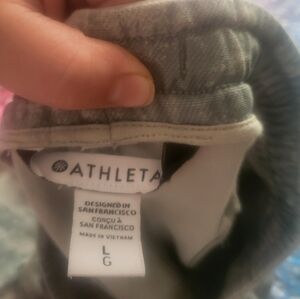 ATHLETA
DESIGNED IN
SAN FRANCISCO
CONÇU À
SAN FRANCISCO
MADE IN VIETNAM
L
G